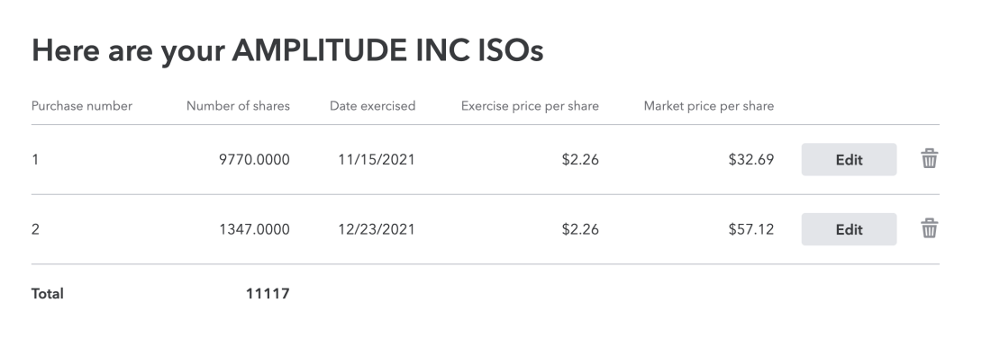 Here are your AMPLITUDE INC ISOs
Purchase number Number of shares Date exercised Exercise price per share Market price per share
1 9770.0000 11/15/2021 $2.26 $32.69 Edit
2 1347.0000 12/23/2021 $2.26 $57.12 Edit
Total 11117